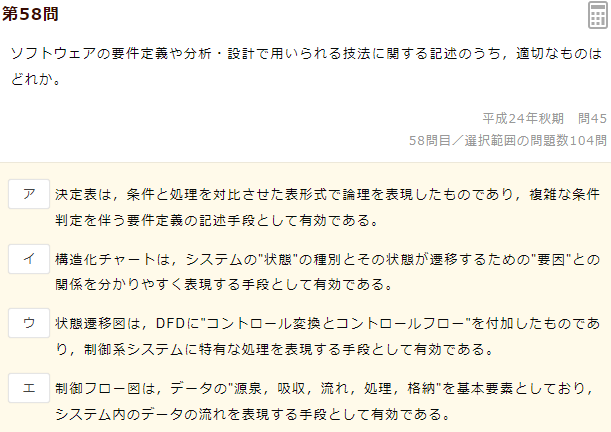 第58問
ソフトウェアの要件定義や分析・設計で用いられる技法に関する記述のうち，適切なものは
どれか。
平成24年秋期　問45
58問目／選択範囲の問題数104問
ア 決定表は，条件と処理を対比させた表形式で論理を表現したものであり，複雑な条件
判定を伴う要件定義の記述手段として有効である。
イ 構造化チャートは，システムの"状態"の種別とその状態が遷移するための"要因"との
関係を分かりやすく表現する手段として有効である。
ウ 状態遷移図は，DFDに"コントロール変換とコントロールフロー"を付加したものであ
り，制御系システムに特有な処理を表現する手段として有効である。
エ 制御フロー図は，データの"源泉，吸収，流れ，処理，格納"を基本要素としており，
システム内のデータの流れを表現する手段として有効である。